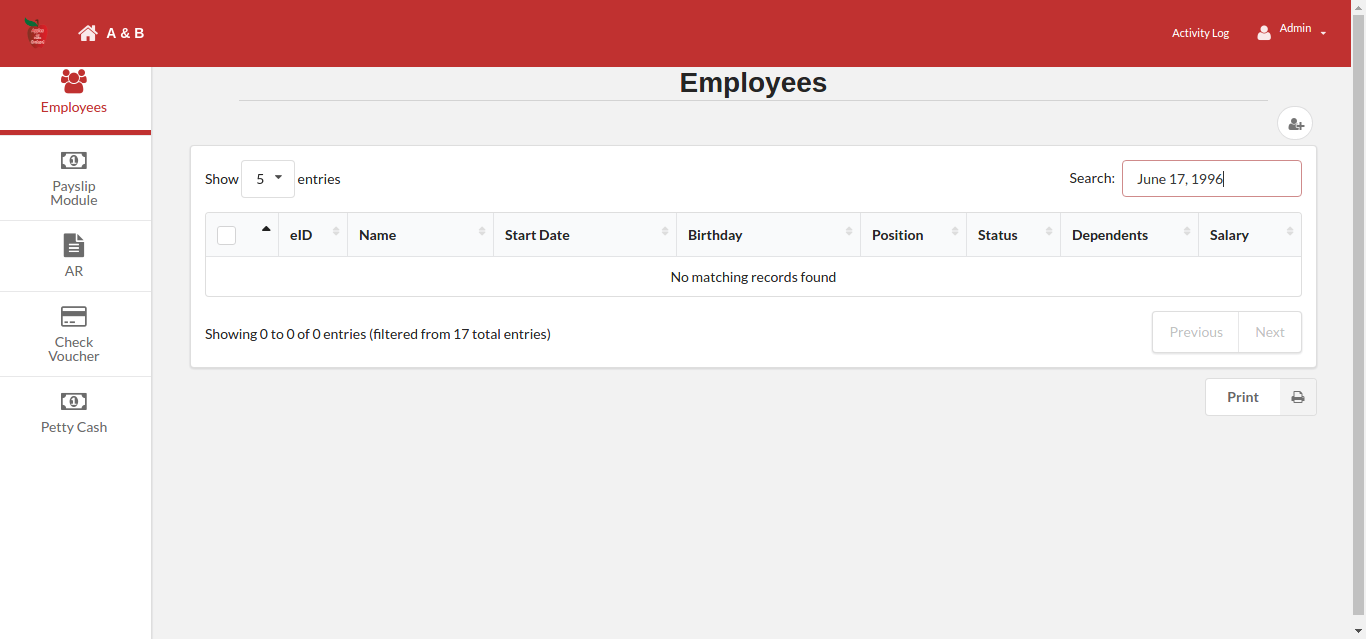 A & B
Activity Log
Admin
Employees
Payslip
Module
AR
Check
Voucher
Petty Cash
Employees
Show 5 entries
Search: June 17, 1996
eID Name Start Date Birthday Position Status Dependents Salary
No matching records found
Showing 0 to 0 of 0 entries (filtered from 17 total entries)
Previous Next
Print